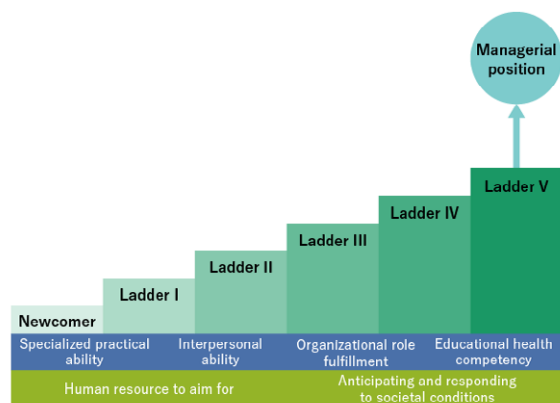 Managerial
position
Ladder V
Ladder IV
Ladder III
Ladder II
Ladder I
Newcomer
Specialized practical
ability
Interpersonal
ability
Organizational role
fulfillment
Educational health
competency
Human resource to aim for
Anticipating and responding
to societal conditions